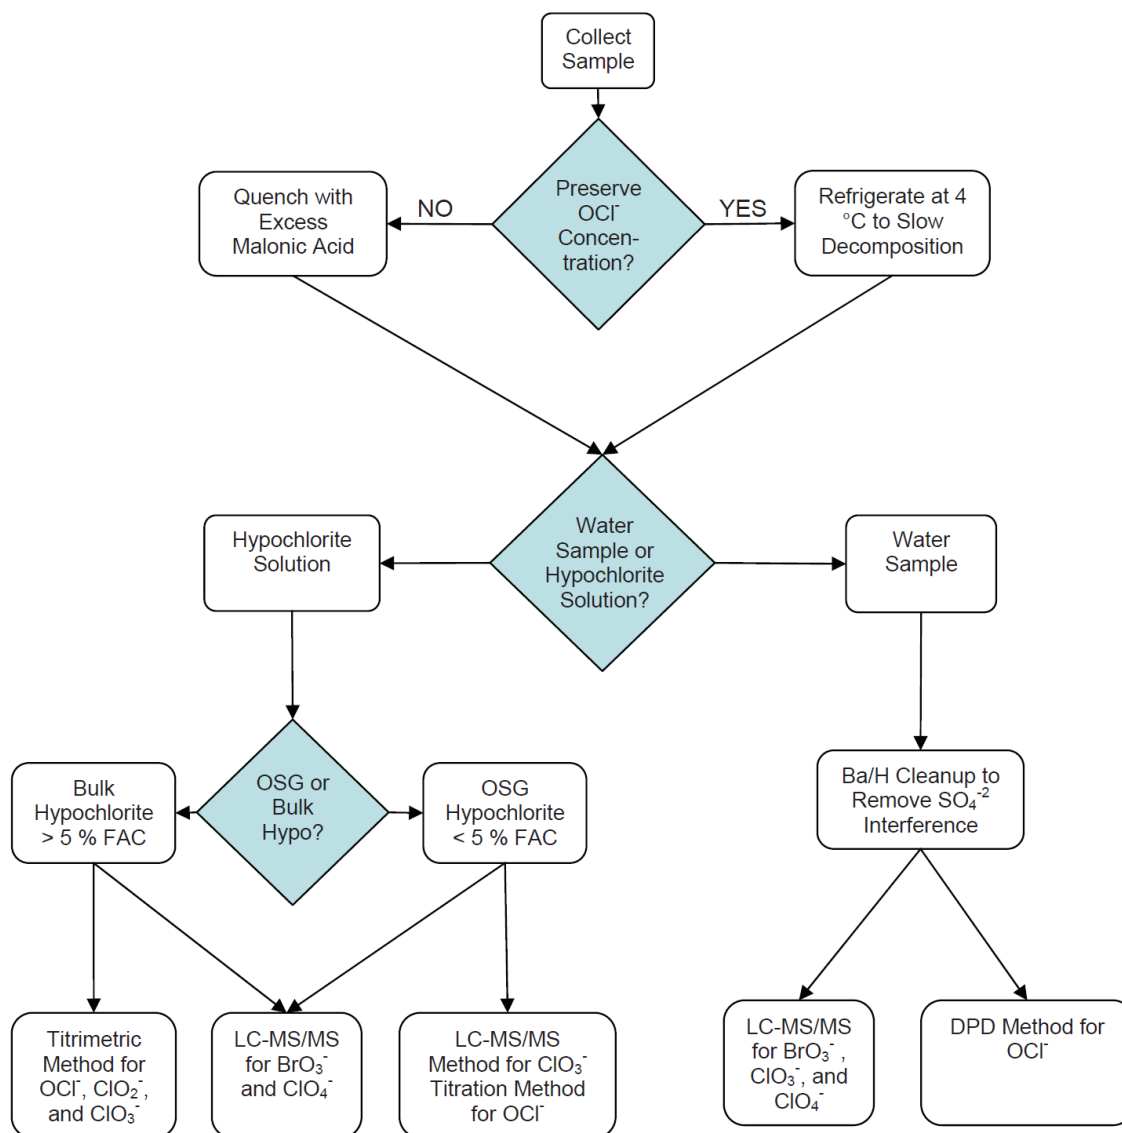 Collect
Sample
Preserve
OCl⁻
Concen-
tration?
NO
YES
Quench with
Excess
Malonic Acid
Refrigerate at 4
°C to Slow
Decomposition
Water
Sample or
Hypochlorite
Solution?
Hypochlorite
Solution
Water
Sample
OSG or
Bulk
Hypo?
Bulk
Hypochlorite
> 5 % FAC
OSG
Hypochlorite
< 5 % FAC
Ba/H Cleanup to
Remove SO₄⁻²
Interference
Titrimetric
Method for
OCl⁻, ClO₂⁻,
and ClO₃⁻
LC-MS/MS
for BrO₃⁻
and ClO₄⁻
LC-MS/MS
Method for ClO₃⁻
Titration Method
for OCl⁻
LC-MS/MS
for BrO₃⁻ ,
ClO₃⁻, and
ClO₄⁻
DPD Method for
OCl⁻